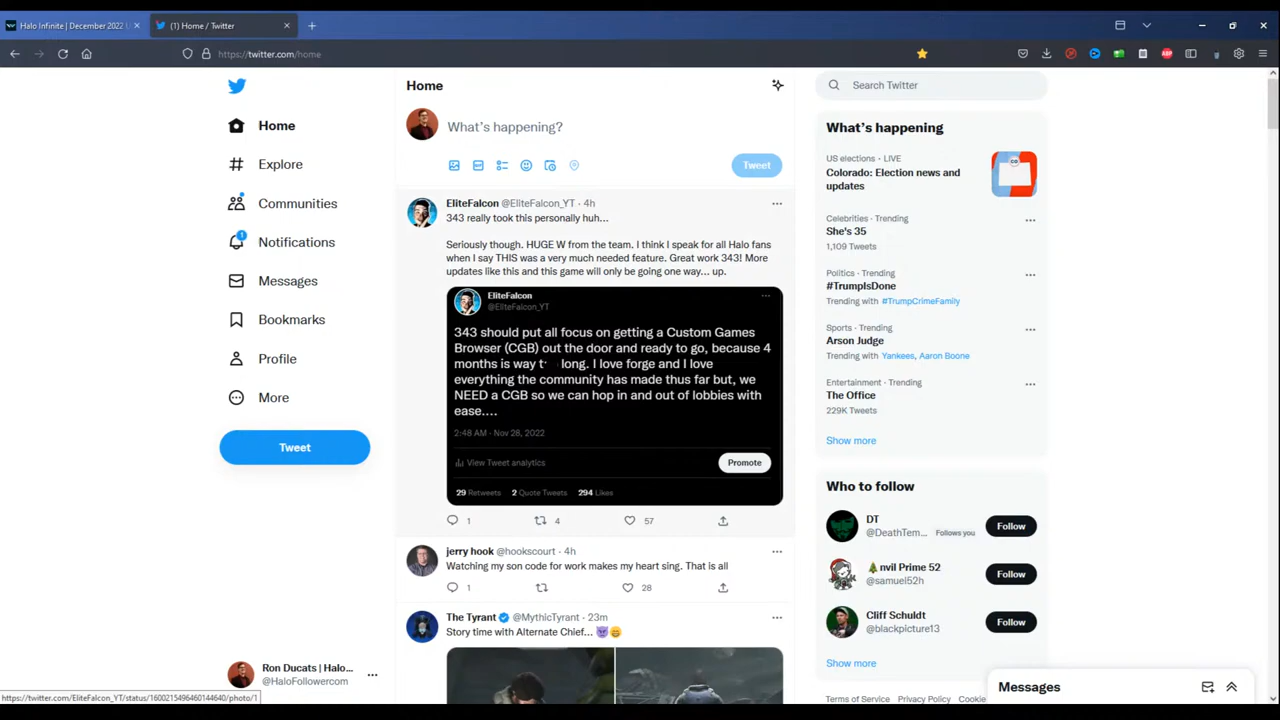 Halo Infinite | December 2022 U
(1) Home / Twitter
https://twitter.com/home
Home
Explore
Communities
1
Notifications
Messages
Bookmarks
Profile
More
Tweet
Ron Ducats | Halo...
@HaloFollowercom
https://twitter.com/EliteFalcon_YT/status/1600215496460144640/photo/1
Home
What's happening?
Tweet
EliteFalcon @EliteFalcon_YT · 4h
343 really took this personally huh...
Seriously though. HUGE W from the team. I think I speak for all Halo fans
when I say THIS was a very much needed feature. Great work 343! More
updates like this and this game will only be going one way... up.
EliteFalcon
@EliteFalcon_YT
343 should put all focus on getting a Custom Games
Browser (CGB) out the door and ready to go, because 4
months is way t long. I love forge and I love
everything the community has made thus far but, we
NEED a CGB so we can hop in and out of lobbies with
ease....
2:48 AM · Nov 28, 2022
View Tweet analytics
Promote
29 Retweets 2 Quote Tweets 294 Likes
1 4 57
jerry hook @hookscourt · 4h
Watching my son code for work makes my heart sing. That is all
1 28
The Tyrant @MythicTyrant · 23m
Story time with Alternate Chief...
Search Twitter
What's happening
US elections · LIVE
Colorado: Election news and
updates
Celebrities · Trending
She's 35
1,109 Tweets
Politics · Trending
#TrumpIsDone
Trending with #TrumpCrimeFamily
Sports · Trending
Arson Judge
Trending with Yankees, Aaron Boone
Entertainment · Trending
The Office
229K Tweets
Show more
Who to follow
DT
@DeathTem... Follows you
Follow
nvil Prime 52
@samuel52h
Follow
Cliff Schuldt
@blackpicture13
Follow
Show more
Terms of Service Privacy Policy Cookie
Messages